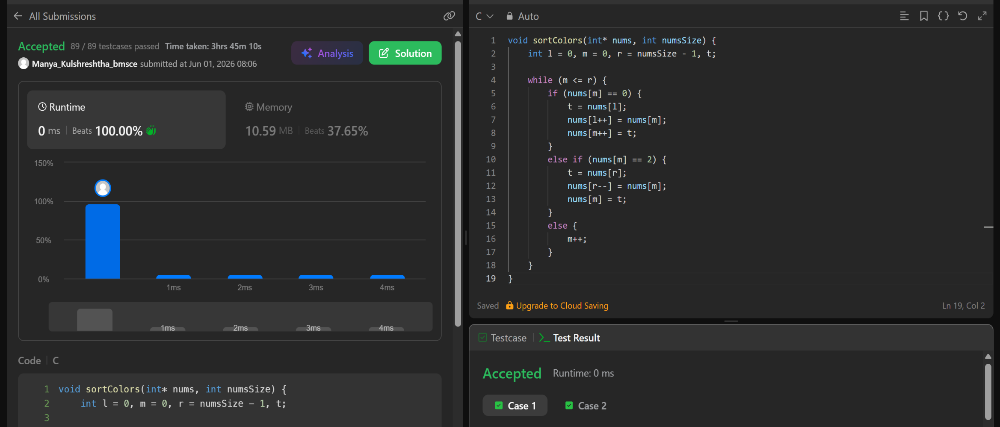 All Submissions
Accepted 89 / 89 testcases passed Time taken: 3hrs 45m 10s
Manya_Kulshreshtha_bmsce submitted at Jun 01, 2026 08:06
Analysis
Solution
Runtime
0 ms | Beats 100.00%
Memory
10.59 MB | Beats 37.65%
150%
100%
50%
0%
1ms 2ms 3ms 4ms
1ms 2ms 3ms 4ms
Code | C
1 void sortColors(int* nums, int numsSize) {
2     int l = 0, m = 0, r = numsSize - 1, t;
3
C Auto
1 void sortColors(int* nums, int numsSize) {
2     int l = 0, m = 0, r = numsSize - 1, t;
3
4     while (m <= r) {
5         if (nums[m] == 0) {
6             t = nums[l];
7             nums[l++] = nums[m];
8             nums[m++] = t;
9         }
10         else if (nums[m] == 2) {
11             t = nums[r];
12             nums[r--] = nums[m];
13             nums[m] = t;
14         }
15         else {
16             m++;
17         }
18     }
19 }
Saved Upgrade to Cloud Saving
Ln 19, Col 2
Testcase | Test Result
Accepted Runtime: 0 ms
Case 1 Case 2